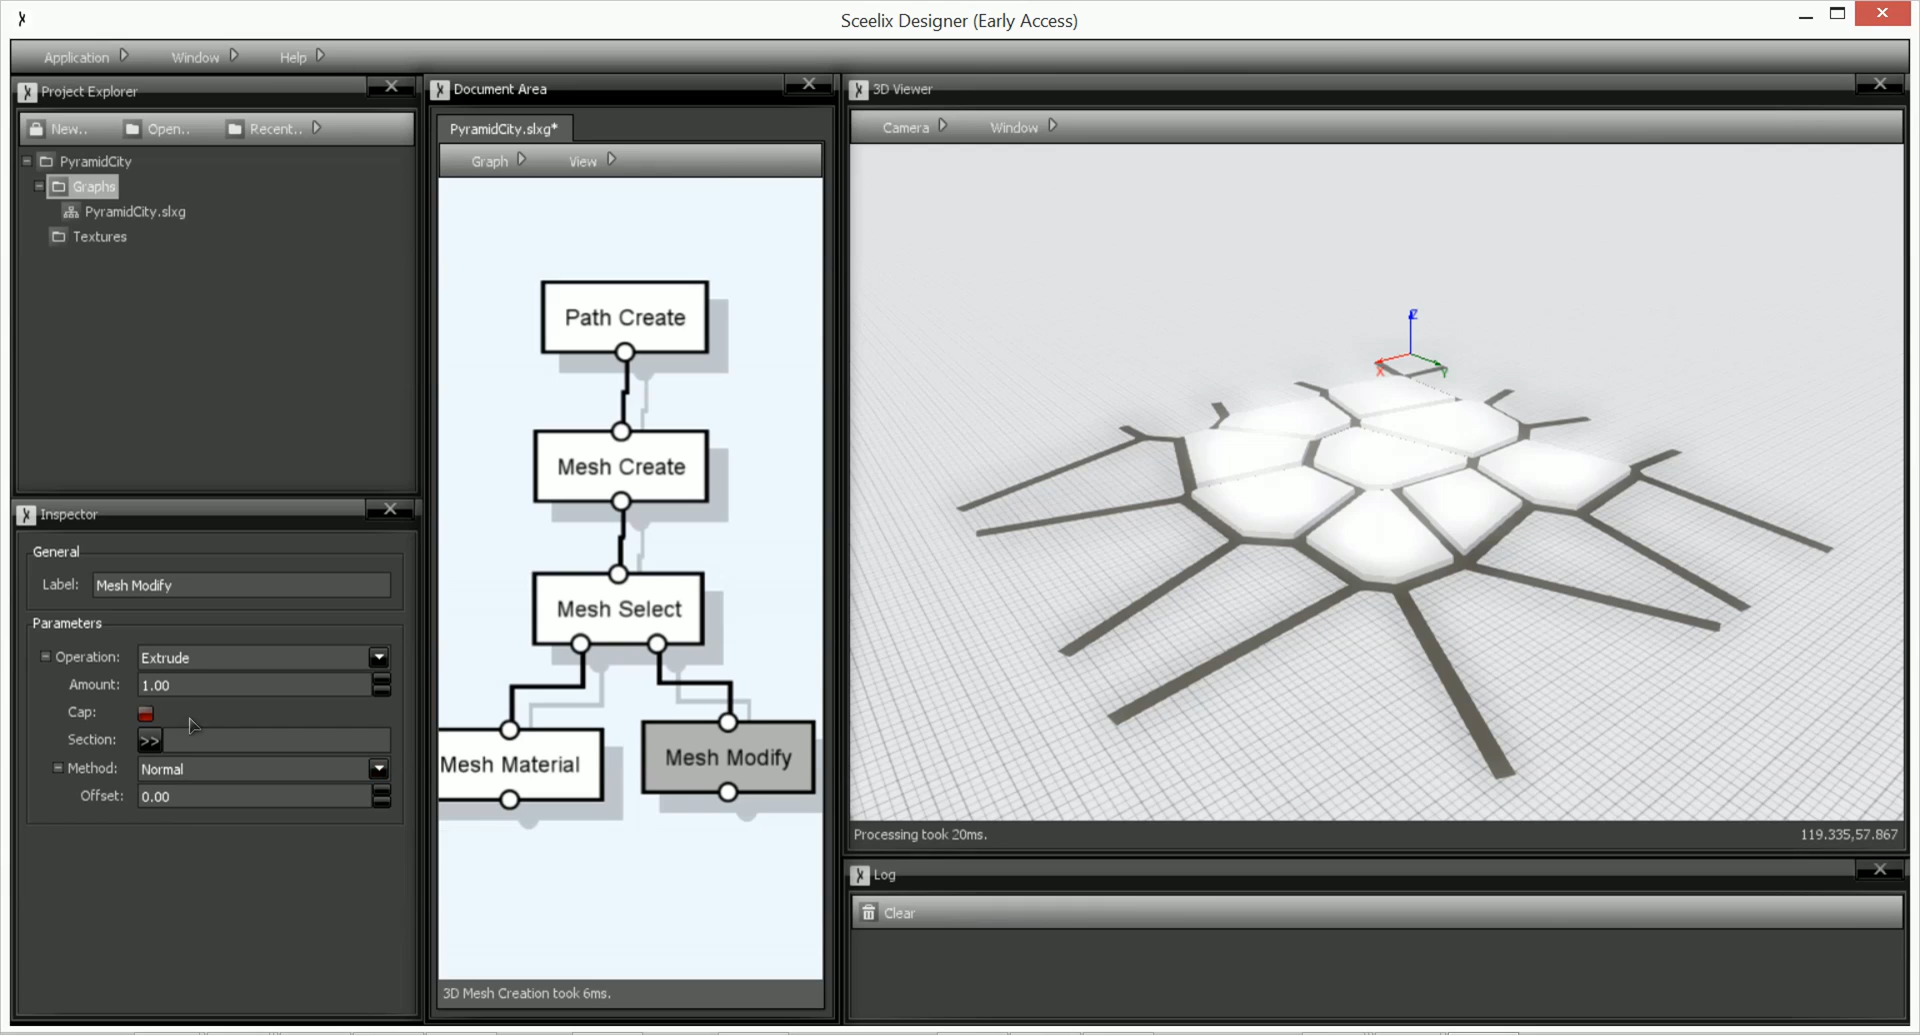 Sceelix Designer (Early Access)
Application Window Help
Project Explorer
New.. Open.. Recent..
PyramidCity
Graphs
PyramidCity.slxg
Textures
Inspector
General
Label: Mesh Modify
Parameters
Operation: Extrude
Amount: 1.00
Cap:
Section: >>
Method: Normal
Offset: 0.00
Document Area
PyramidCity.slxg*
Graph View
Path Create
Mesh Create
Mesh Select
Mesh Material
Mesh Modify
3D Mesh Creation took 6ms.
3D Viewer
Camera Window
Z
X
Y
Processing took 20ms. 119.335,57.867
Log
Clear